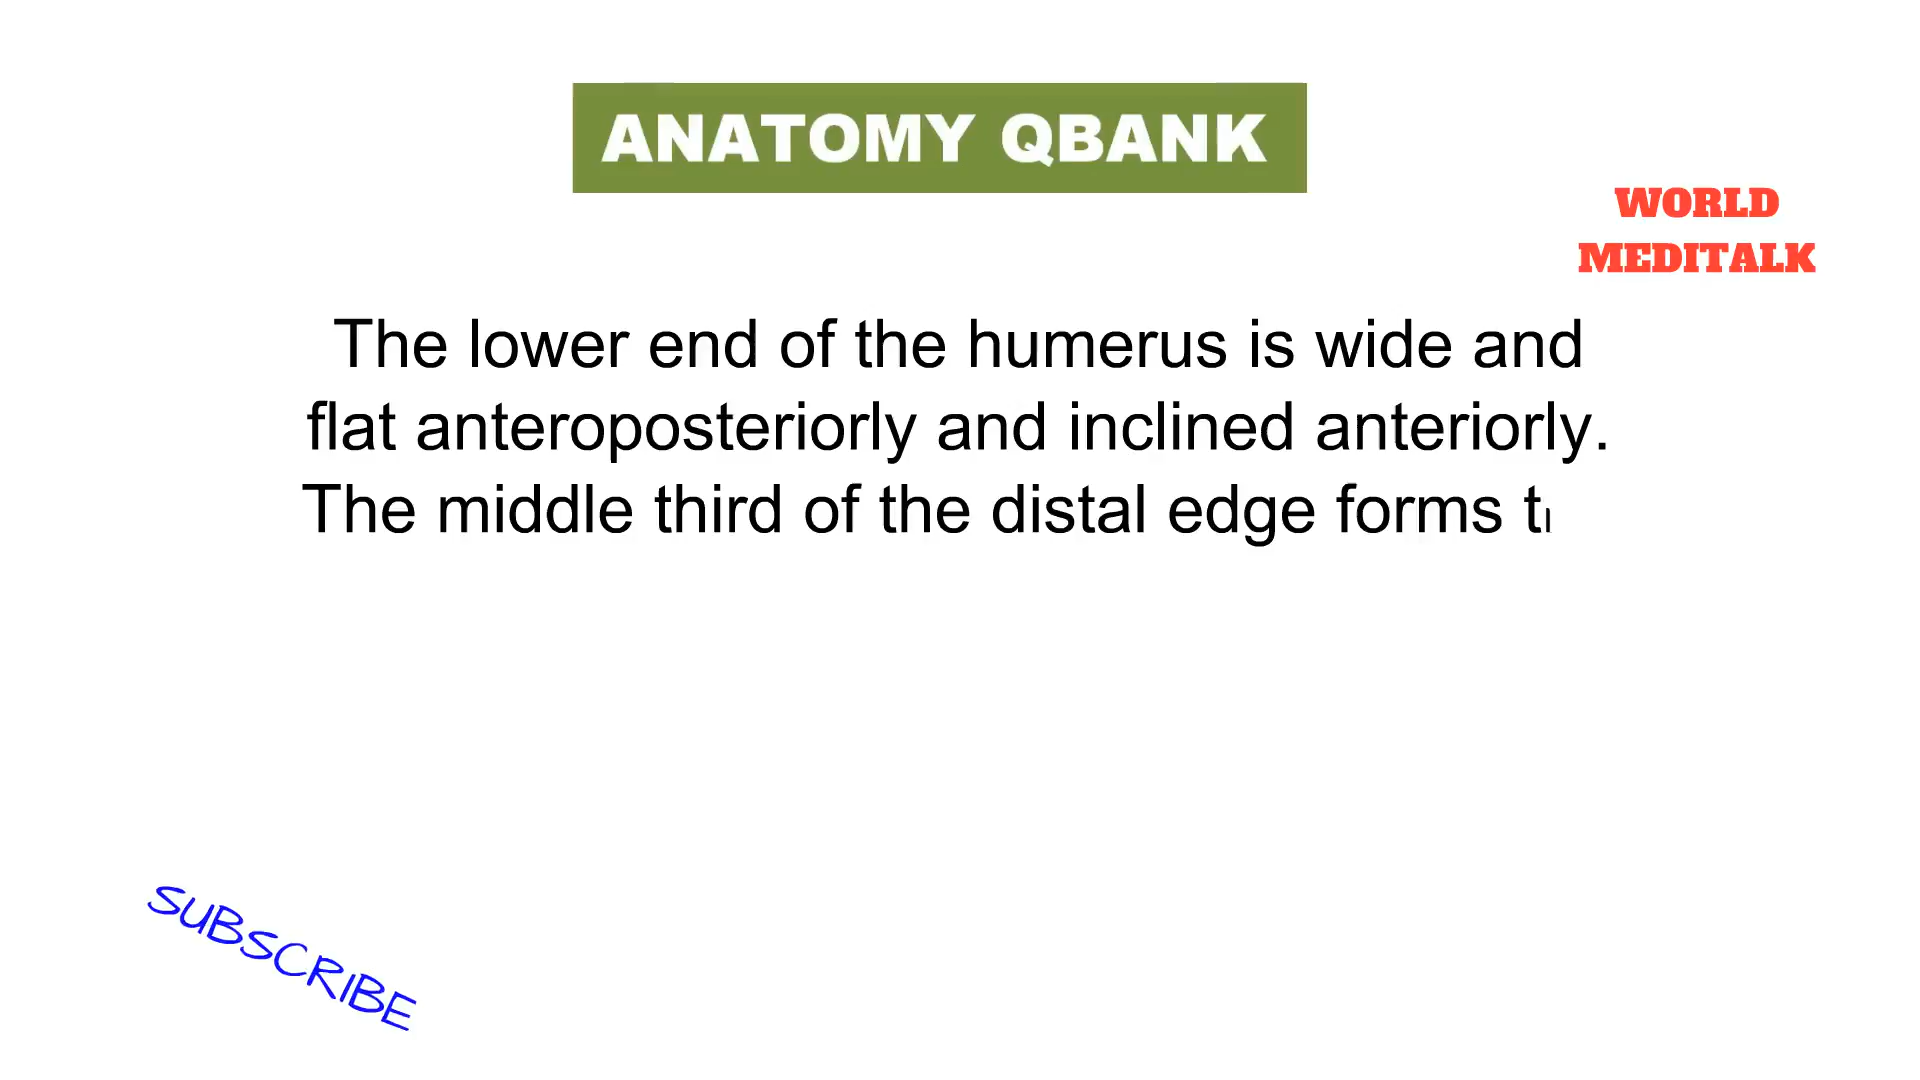 ANATOMY QBANK
WORLD
MEDITALK
The lower end of the humerus is wide and
flat anteroposteriorly and inclined anteriorly.
The middle third of the distal edge forms
SUBSCRIBE